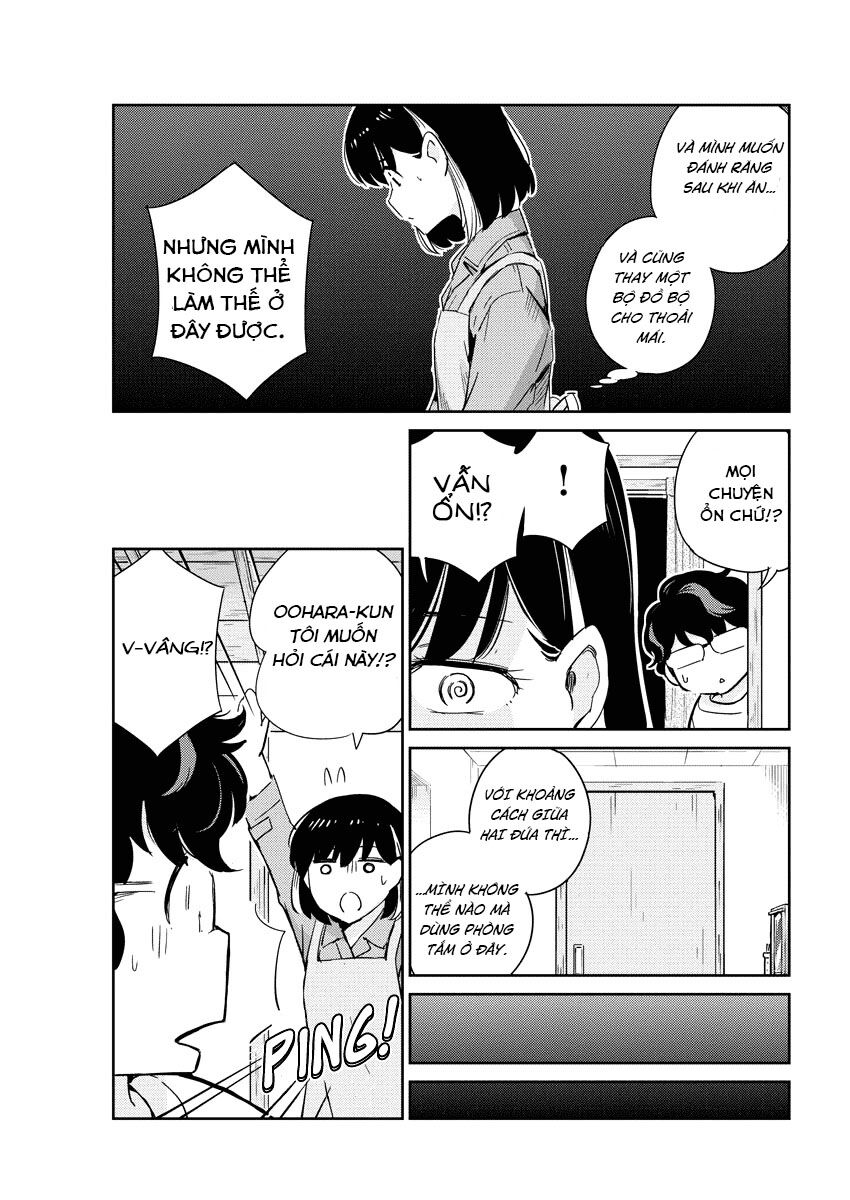 VÀ MÌNH MUỐN
ĐÁNH RĂNG
SAU KHI ĂN...
VÀ CŨNG
THAY MỘT
BỘ ĐỒ BỘ
CHO THOẢI
MÁI.
NHƯNG MÌNH
KHÔNG THỂ
LÀM THẾ Ở
ĐÂY ĐƯỢC.
MỌI
CHUYỆN
ỔN CHỨ!?
!
VẪN
ỔN!?
VỚI KHOẢNG
CÁCH GIỮA
HAI ĐỨA THÌ...
...MÌNH KHÔNG
THỂ NÀO MÀ
DÙNG PHÒNG
TẮM Ở ĐÂY.
OOHARA-KUN
TÔI MUỐN
HỎI CÁI NÀY!?
V-VÂNG!?
PING!